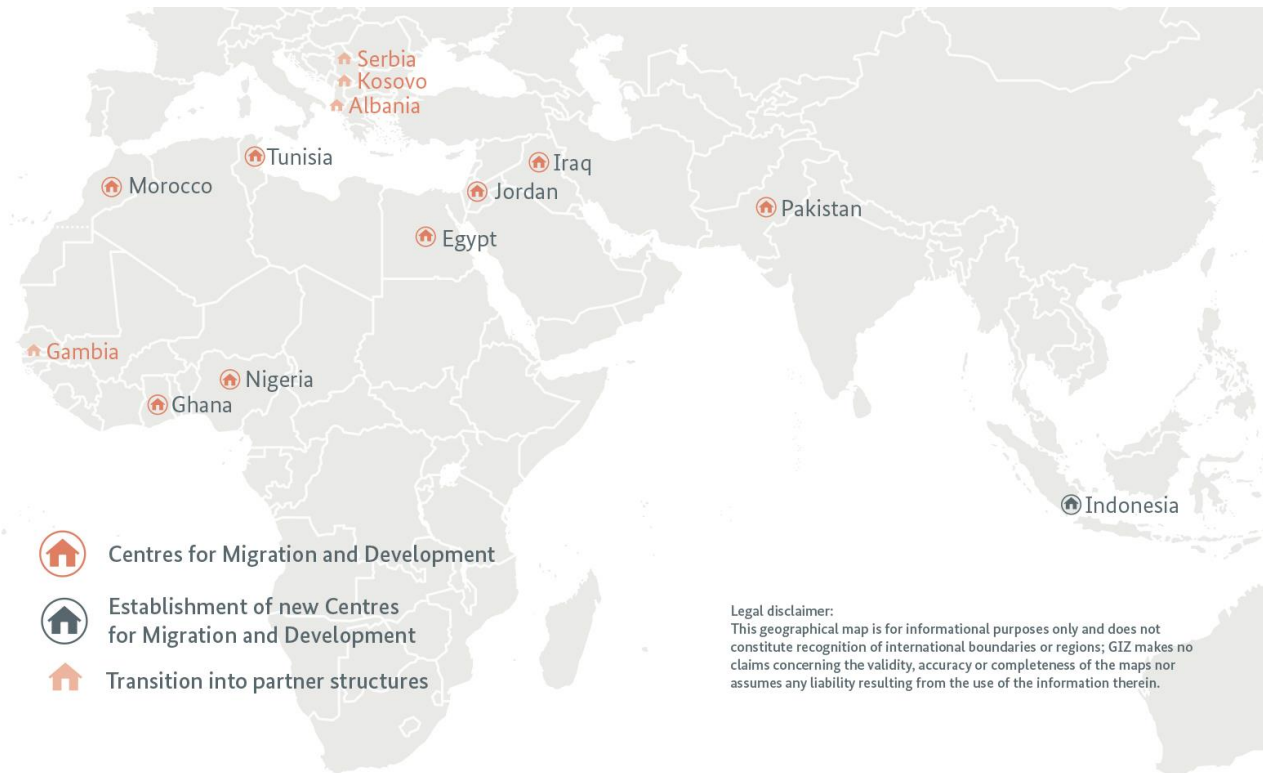 Serbia
Kosovo
Albania
Tunisia
Iraq
Morocco
Jordan
Pakistan
Egypt
Gambia
Nigeria
Ghana
Indonesia
Centres for Migration and Development
Establishment of new Centres
for Migration and Development
Transition into partner structures
Legal disclaimer:
This geographical map is for informational purposes only and does not
constitute recognition of international boundaries or regions; GIZ makes no
claims concerning the validity, accuracy or completeness of the maps nor
assumes any liability resulting from the use of the information therein.